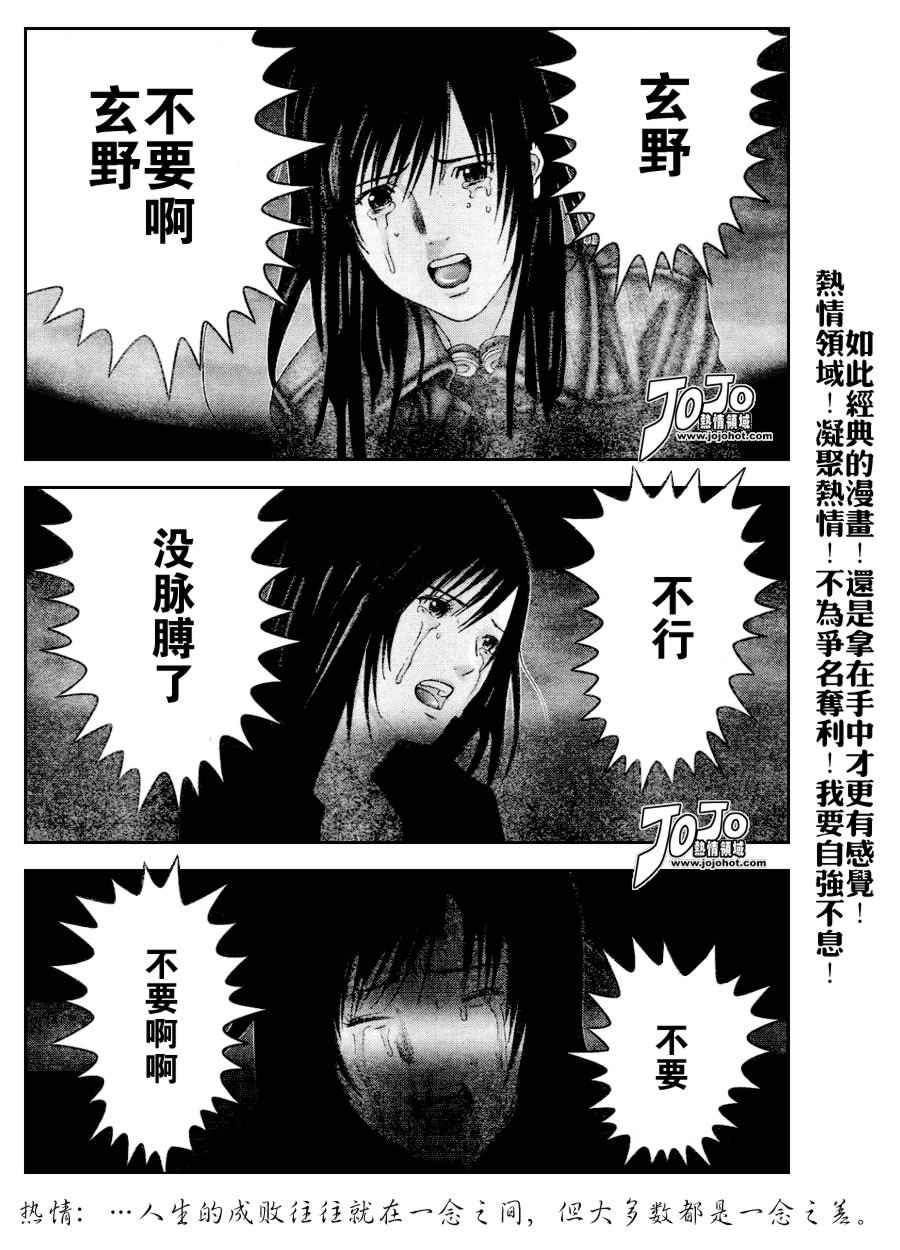 玄野
不要啊
玄野
JOJO
熱情領域
www.jojohot.com
不行
没脉膊了
JOJO
熱情領域
www.jojohot.com
不要
不要啊啊
如此經典的漫畫！還是拿在手中才更有感覺！
熱情領域！凝聚熱情！不為爭名奪利！我要自強不息！
热情：…人生的成败往往就在一念之间，但大多数都是一念之差。